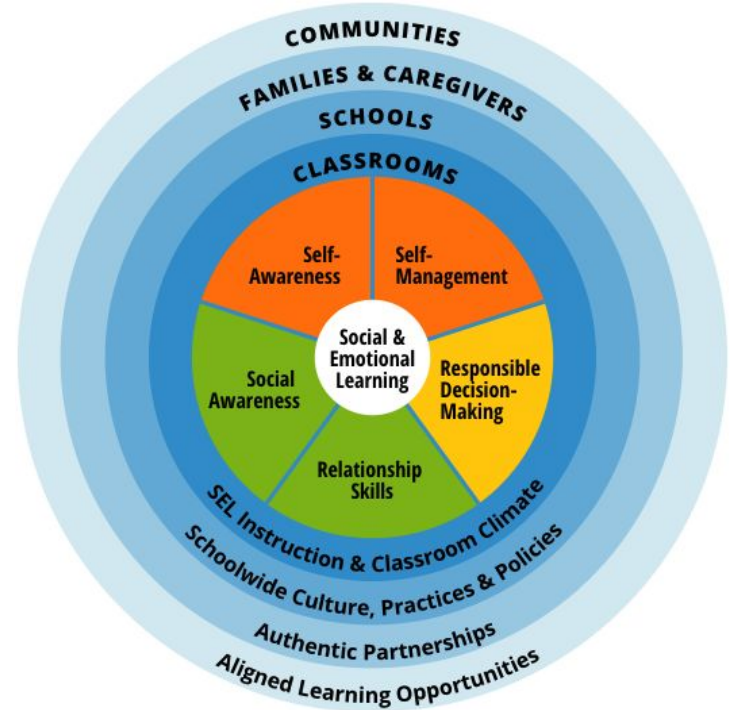 COMMUNITIES
FAMILIES & CAREGIVERS
SCHOOLS
CLASSROOMS
Self-
Awareness
Self-
Management
Social &
Emotional
Learning
Social
Awareness
Responsible
Decision-
Making
Relationship
Skills
SEL Instruction & Classroom Climate
Schoolwide Culture, Practices & Policies
Authentic Partnerships
Aligned Learning Opportunities